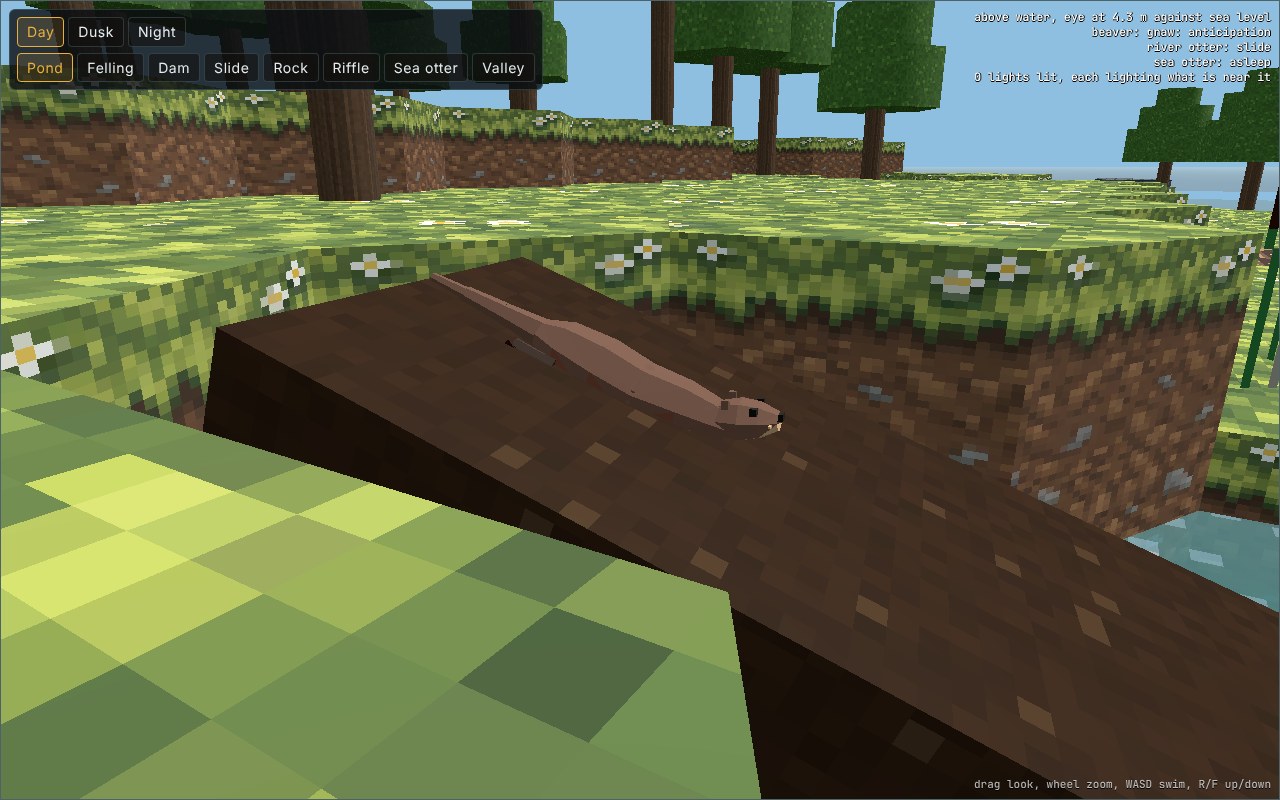 Day Dusk Night
Pond Felling Dam Slide Rock Riffle Sea otter Valley
above water, eye at 4.3 m against sea level
beaver: gnaw: anticipation
river otter: slide
sea otter: asleep
0 lights lit, each lighting what is near it
drag look, wheel zoom, WASD swim, R/F up/down